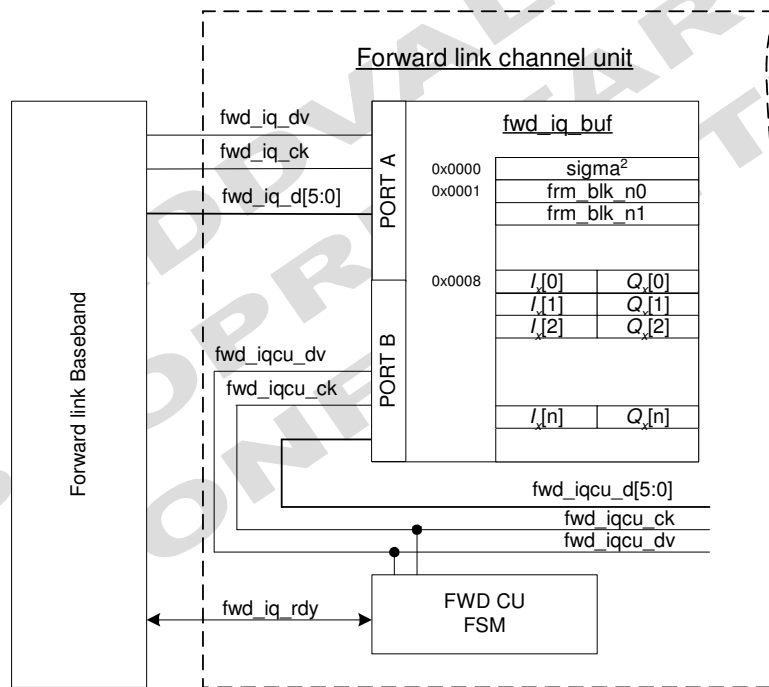 Forward link channel unit
fwd_iq_buf
fwd_iq_dv
fwd_iq_ck
fwd_iq_d[5:0]
PORT A
0x0000 sigma²
0x0001 frm_blk_n0
frm_blk_n1
0x0008 Iₓ[0] Qₓ[0]
Iₓ[1] Qₓ[1]
Iₓ[2] Qₓ[2]
Iₓ[n] Qₓ[n]
PORT B
Forward link Baseband
fwd_iqcu_dv
fwd_iqcu_ck
fwd_iqcu_d[5:0]
fwd_iqcu_ck
fwd_iqcu_dv
fwd_iq_rdy
FWD CU
FSM